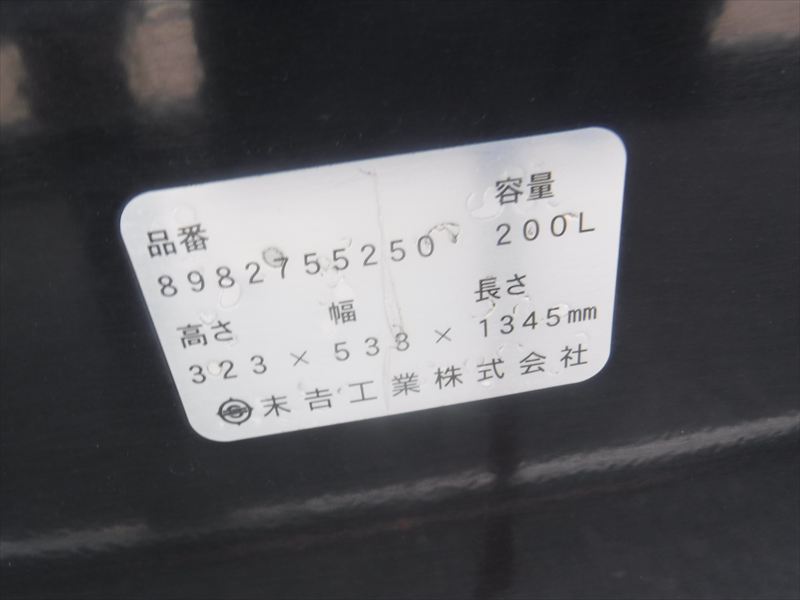 品番 容量
8982755250 200L
高さ 幅 長さ
323 × 533 × 1345mm
末吉工業株式会社